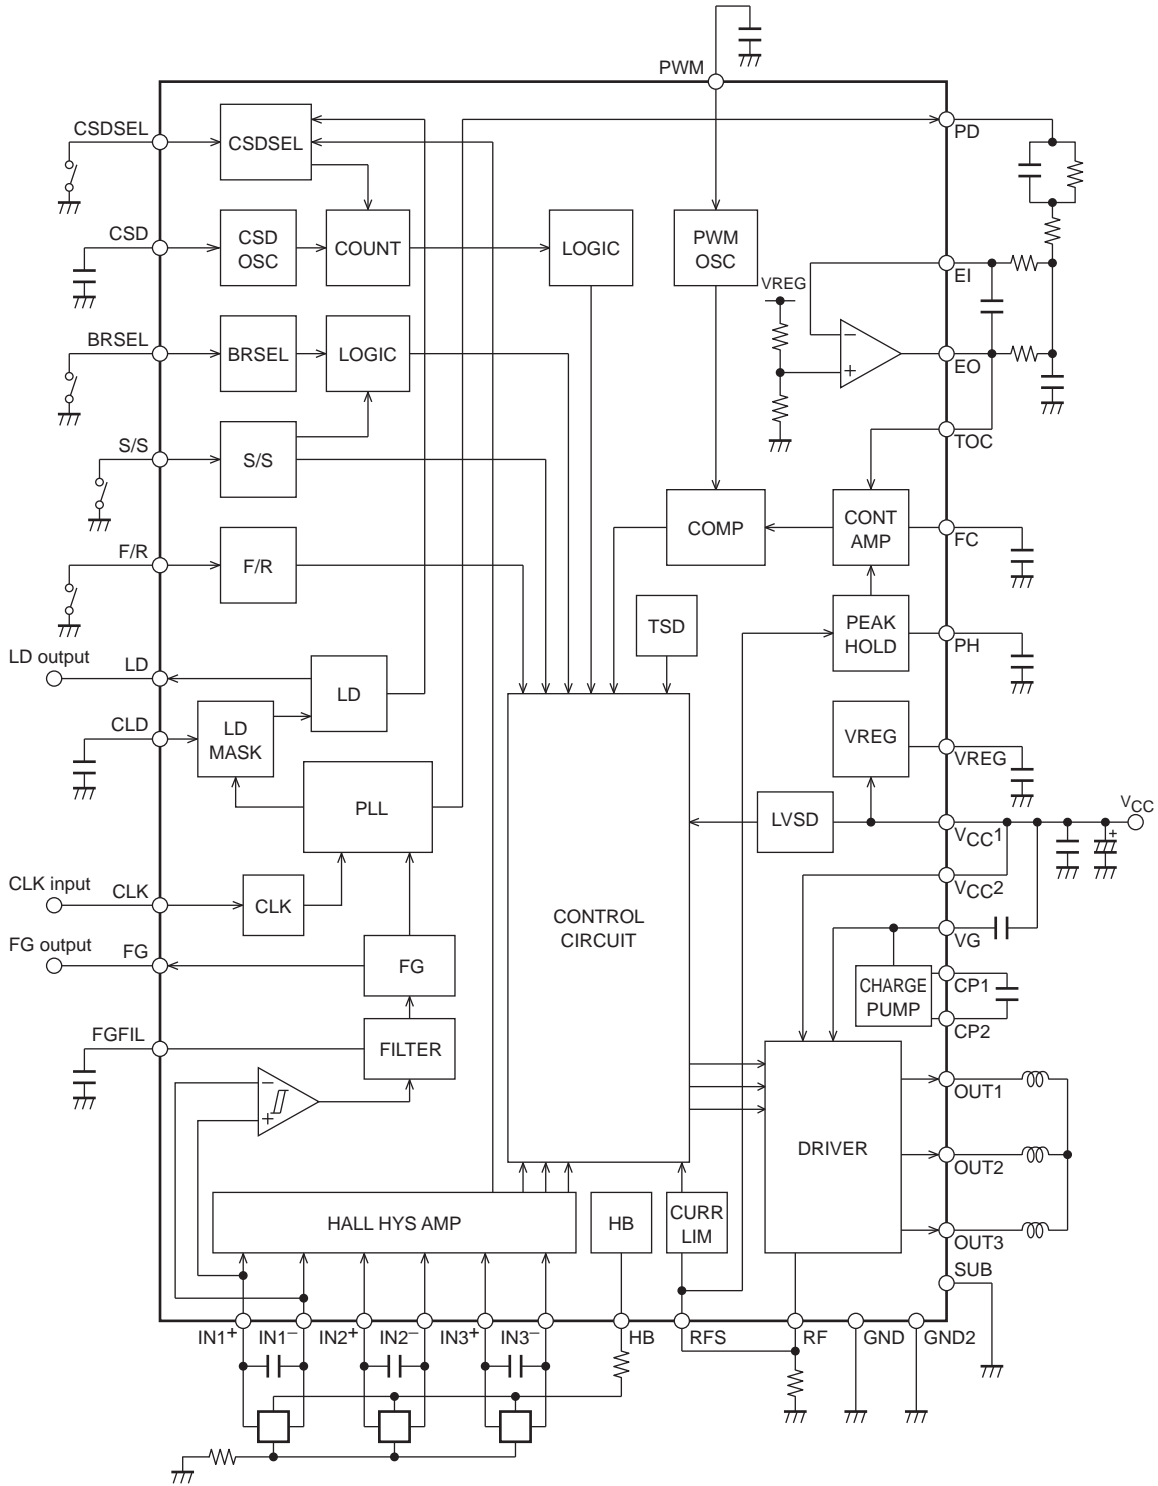 PWM
CSDSEL
CSDSEL
PD
CSD
CSD
OSC
COUNT
LOGIC
PWM
OSC
EI
VREG
BRSEL
BRSEL
LOGIC
−
+
EO
S/S
S/S
TOC
COMP
CONT
AMP
FC
F/R
F/R
TSD
PEAK
HOLD
PH
LD output
LD
LD
CLD
LD
MASK
VREG
VREG
PLL
LVSD
VCC1
VCC
+
CLK input
CLK
CLK
VCC2
CONTROL
CIRCUIT
VG
FG output
FG
FG
CHARGE
PUMP
CP1
CP2
FGFIL
FILTER
−
+
OUT1
DRIVER
OUT2
HALL HYS AMP
HB
CURR
LIM
OUT3
SUB
IN1+
IN1−
IN2+
IN2−
IN3+
IN3−
HB
RFS
RF
GND
GND2